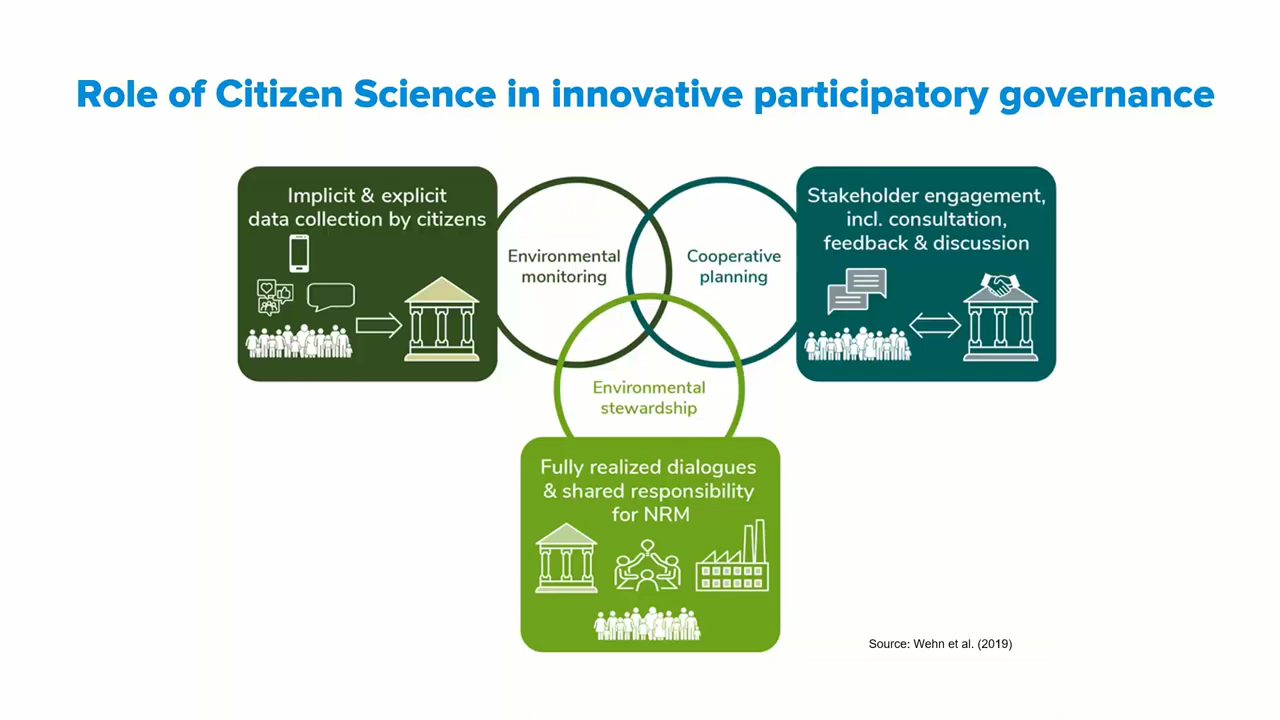 Role of Citizen Science in innovative participatory governance
Implicit & explicit
data collection by citizens
Environmental
monitoring
Cooperative
planning
Stakeholder engagement,
incl. consultation,
feedback & discussion
Environmental
stewardship
Fully realized dialogues
& shared responsibility
for NRM
Source: Wehn et al. (2019)